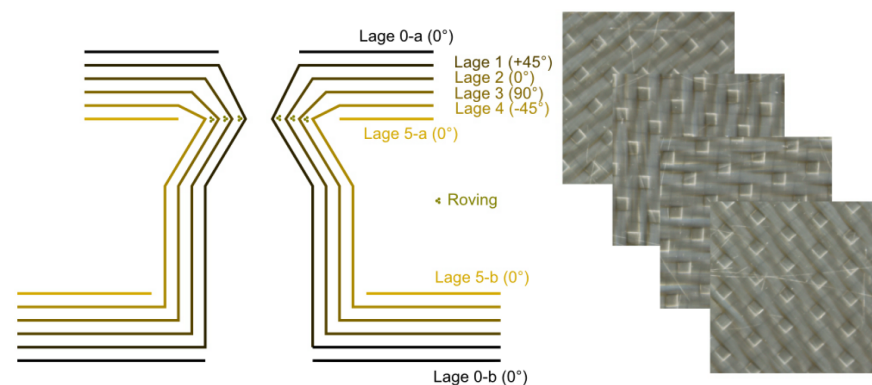 Lage 0-a (0°)
Lage 1 (+45°)
Lage 2 (0°)
Lage 3 (90°)
Lage 4 (-45°)
Lage 5-a (0°)
Roving
Lage 5-b (0°)
Lage 0-b (0°)